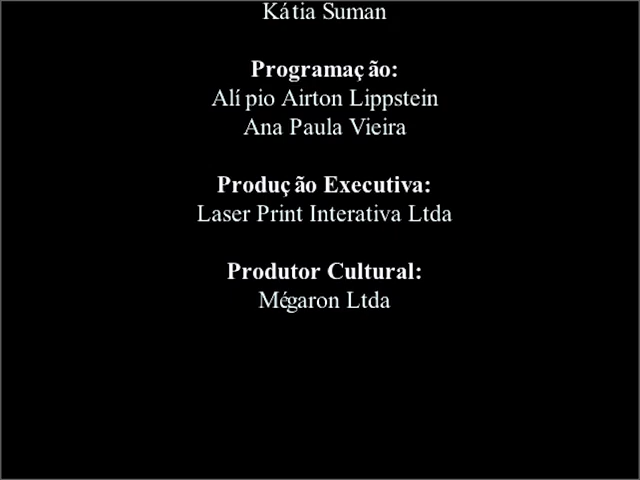 Kátia Suman
Programação:
Alípio Airton Lippstein
Ana Paula Vieira
Produção Executiva:
Laser Print Interativa Ltda
Produtor Cultural:
Mégaron Ltda